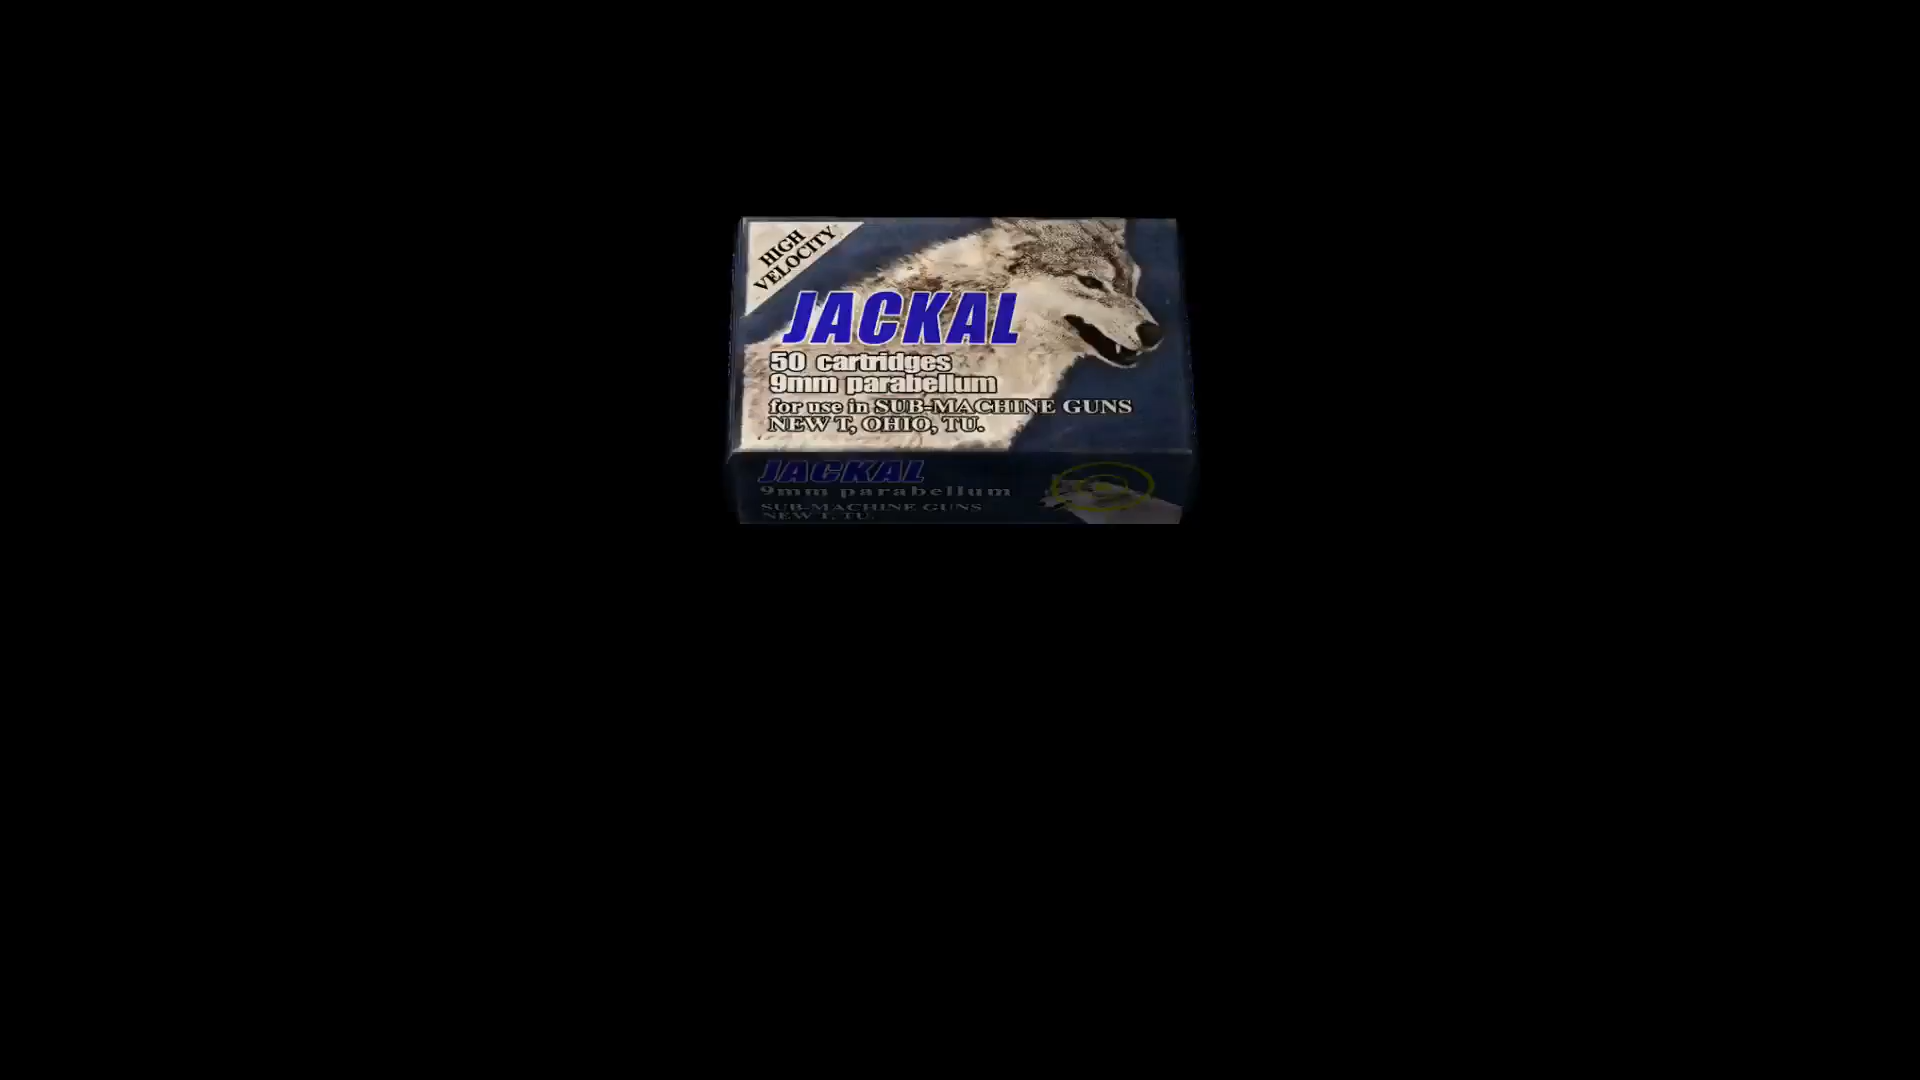 HIGH
VELOCITY
JACKAL
50 cartridges
9mm parabellum
for use in SUB-MACHINE GUNS
NEW T, OHIO, TU.
JACKAL
9mm parabellum
SUB-MACHINE GUNS
NEW T, TU.